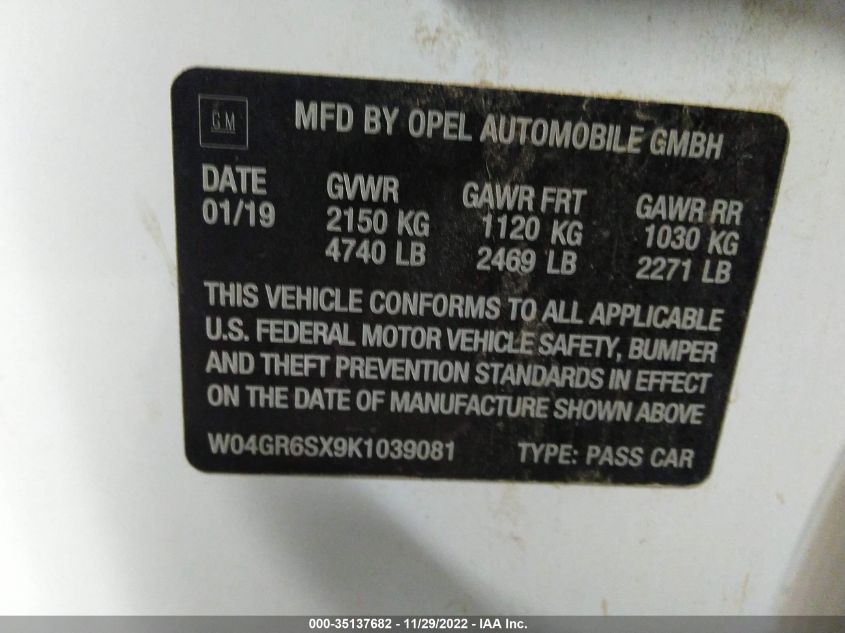 GM
MFD BY OPEL AUTOMOBILE GMBH
DATE GVWR GAWR FRT GAWR RR
01/19 2150 KG 1120 KG 1030 KG
4740 LB 2469 LB 2271 LB
THIS VEHICLE CONFORMS TO ALL APPLICABLE
U.S. FEDERAL MOTOR VEHICLE SAFETY, BUMPER
AND THEFT PREVENTION STANDARDS IN EFFECT
ON THE DATE OF MANUFACTURE SHOWN ABOVE
W04GR6SX9K1039081 TYPE: PASS CAR
000-35137682 - 11/29/2022 - IAA Inc.